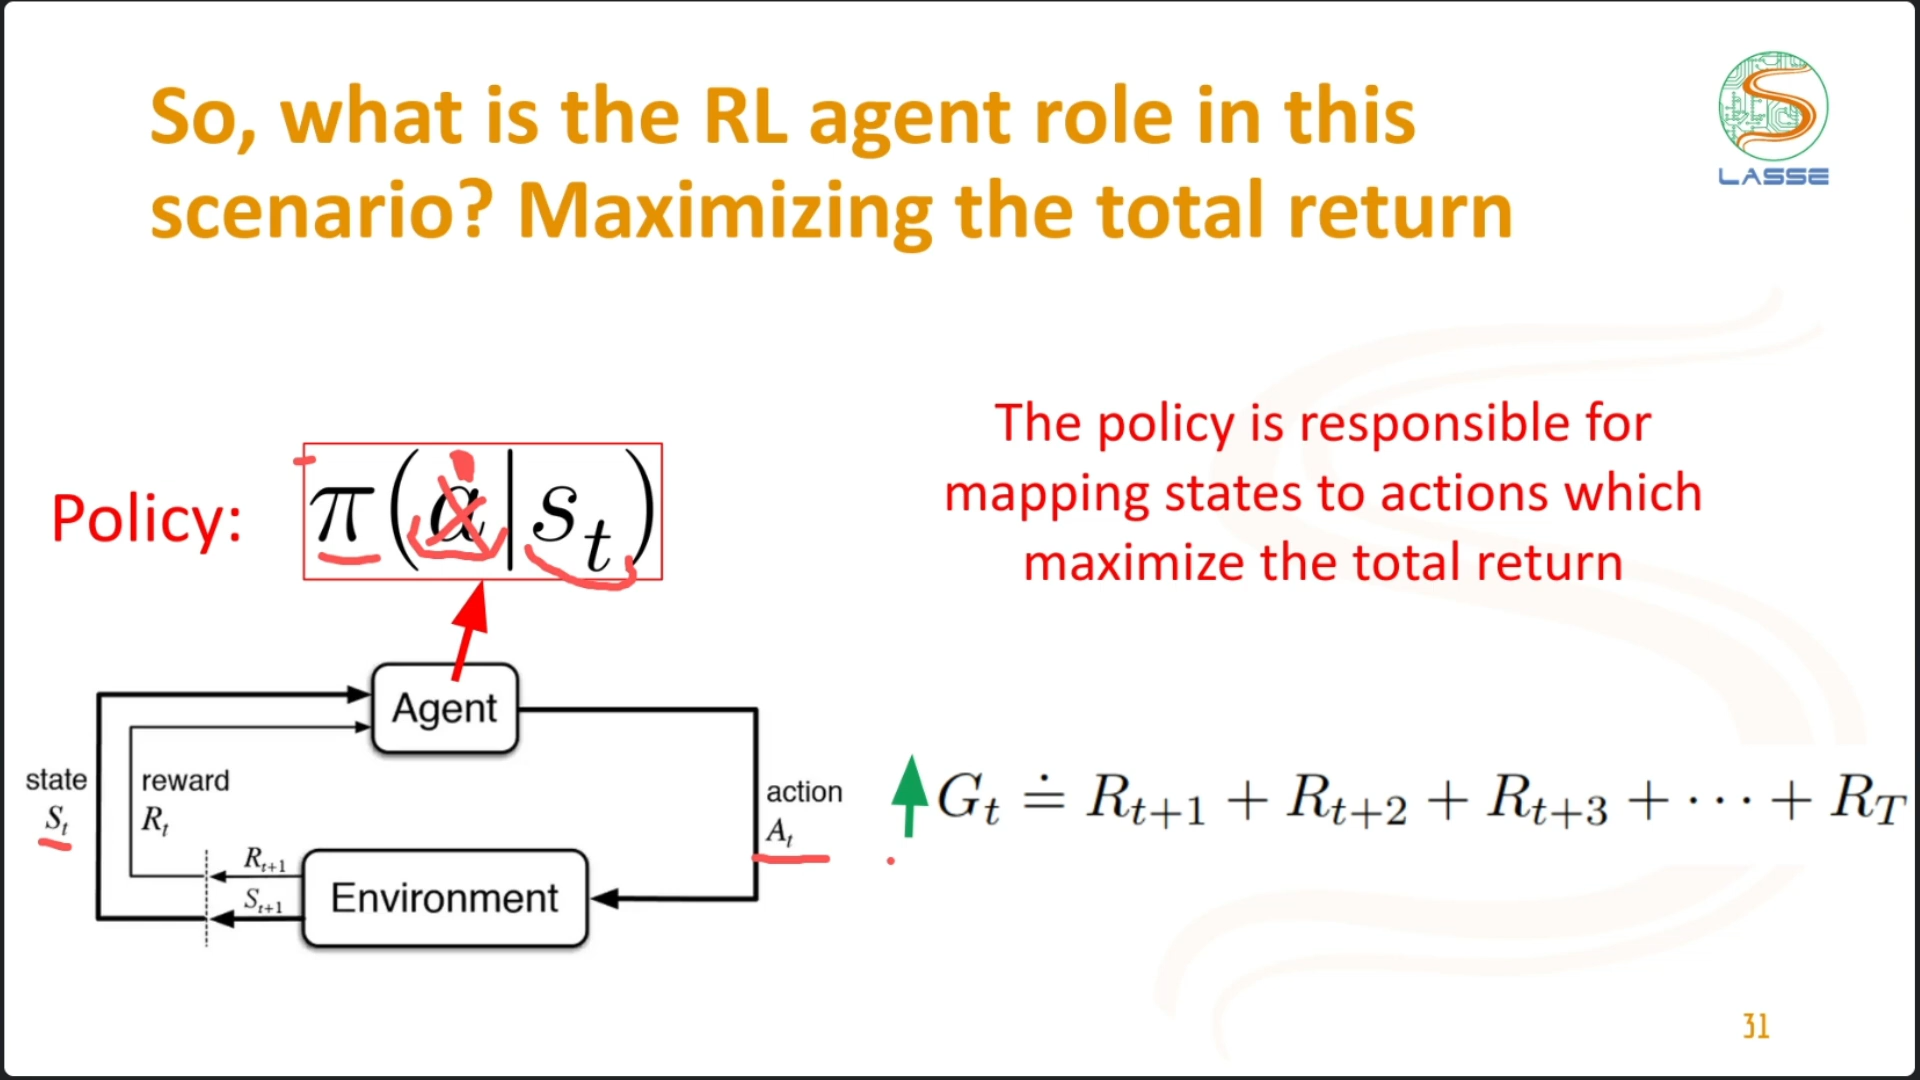 So, what is the RL agent role in this
scenario? Maximizing the total return
LASSE
Policy:
π(a|s_t)
The policy is responsible for
mapping states to actions which
maximize the total return
Agent
state
S_t
reward
R_t
action
A_t
R_{t+1}
S_{t+1}
Environment
G_t ≐ R_{t+1} + R_{t+2} + R_{t+3} + ··· + R_T
31